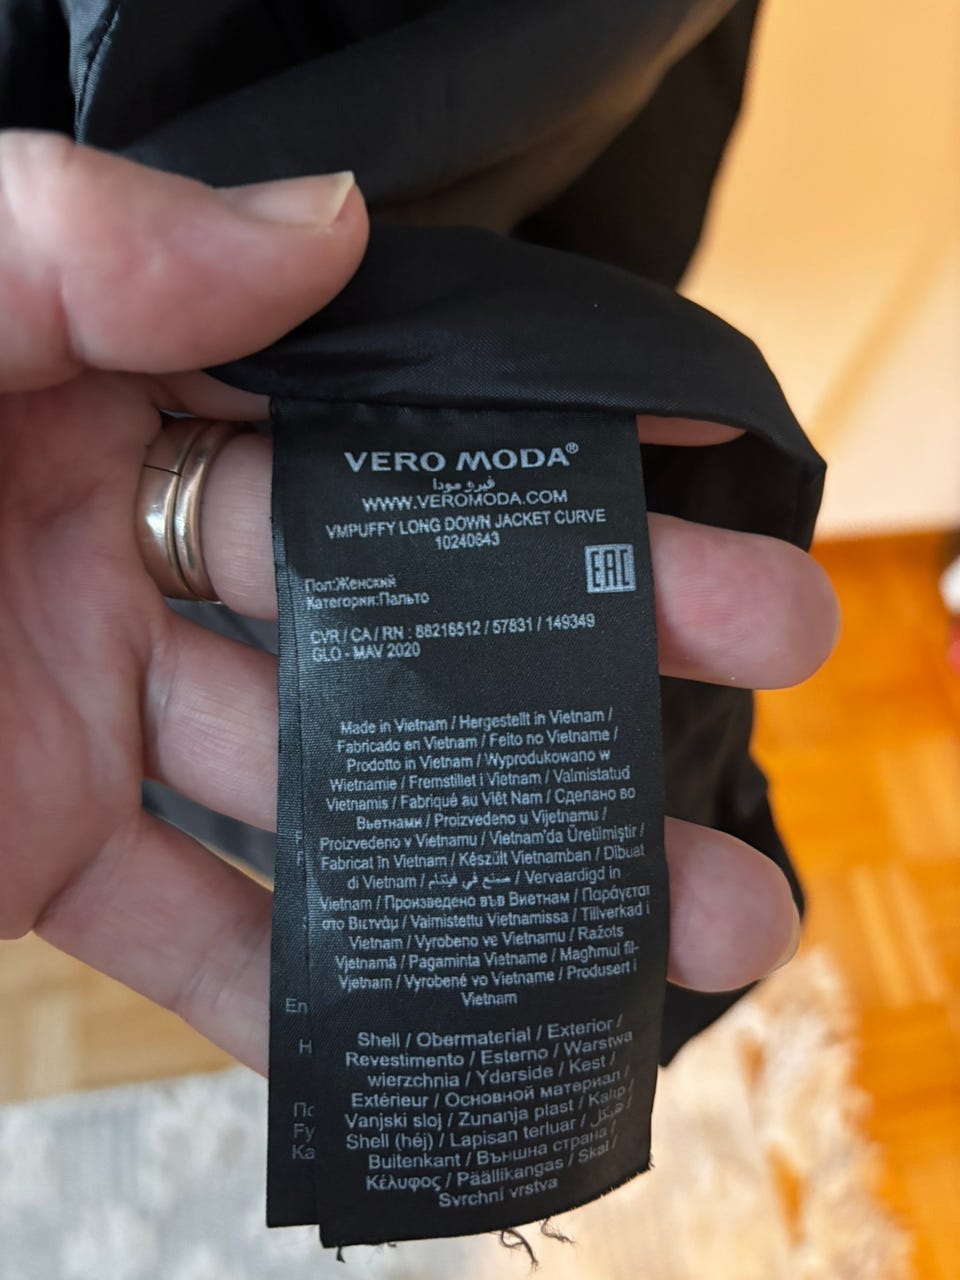 VERO MODA®
فيرو مودا
WWW.VEROMODA.COM
VMPUFFY LONG DOWN JACKET CURVE
10240643
EAC
Пол:Женский
Категория:Пальто
CVR / CA / RN : 88216512 / 57831 / 149349
GLO - MAV 2020
Made in Vietnam / Hergestellt in Vietnam /
Fabricado en Vietnam / Feito no Vietname /
Prodotto in Vietnam / Wyprodukowano w
Wietnamie / Fremstillet i Vietnam / Valmistatud
Vietnamis / Fabriqué au Việt Nam / Сделано во
Вьетнами / Proizvedeno u Vijetnamu /
Proizvedeno v Vietnamu / Vietnam'da Üretilmiştir /
Fabricat în Vietnam / Készült Vietnamban / Dibuat
di Vietnam / صنع في فيتنام / Vervaardigd in
Vietnam / Произведено във Виетнам / Παράγεται
στο Βιετνάμ / Valmistettu Vietnamissa / Tillverkad i
Vietnam / Vyrobeno ve Vietnamu / Ražots
Vjetnamā / Pagaminta Vietname / Magħmul fil-
Vjetnam / Vyrobené vo Vietname / Produsert i
Vietnam
Shell / Obermaterial / Exterior /
Revestimento / Esterno / Warstwa
wierzchnia / Yderside / Kest /
Extérieur / Основной материал /
Vanjski sloj / Zunanja plast / Kalıp /
Shell (héj) / Lapisan terluar / هيكل /
Buitenkant / Външна страна /
Κέλυφος / Päällikangas / Skal /
Svrchní vrstva
En
H
Пс
Fy
Ka